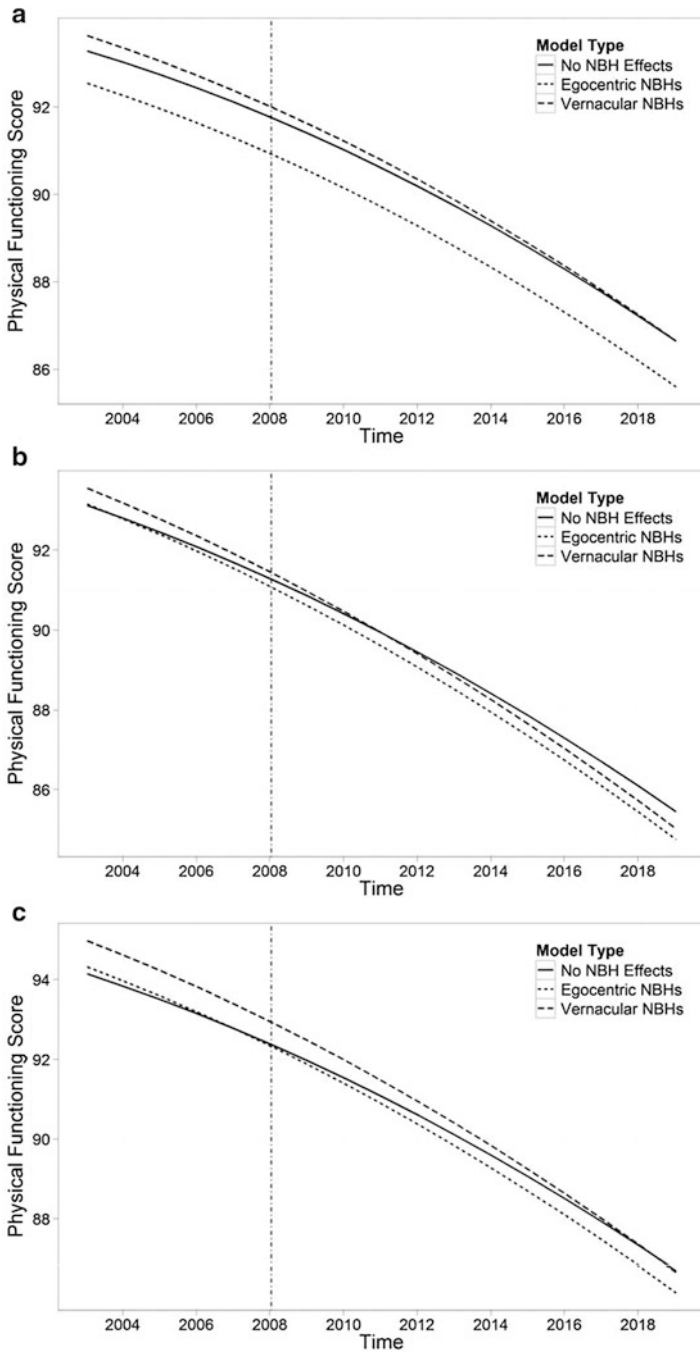 a
Model Type
No NBH Effects
Egocentric NBHs
Vernacular NBHs
Physical Functioning Score
92
90
88
86
2004 2006 2008 2010 2012 2014 2016 2018
Time
b
Model Type
No NBH Effects
Egocentric NBHs
Vernacular NBHs
Physical Functioning Score
92
90
88
86
2004 2006 2008 2010 2012 2014 2016 2018
Time
c
Model Type
No NBH Effects
Egocentric NBHs
Vernacular NBHs
Physical Functioning Score
94
92
90
88
2004 2006 2008 2010 2012 2014 2016 2018
Time